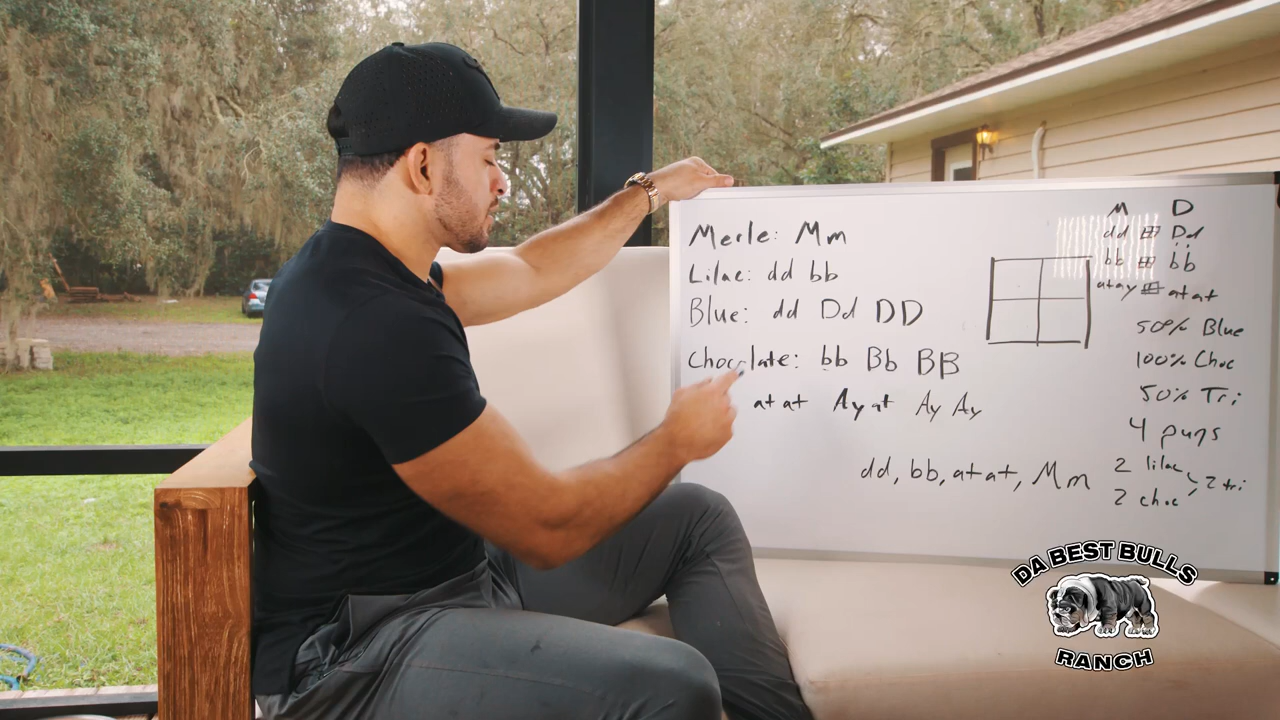 Merle: Mm
Lilac: dd bb
Blue: dd Dd DD
Chocolate: bb Bb BB
atat Ayat AyAy
dd, bb, atat, Mm
M D
dd Dd
bb bb
atay atat
50% Blue
100% Choc
50% Tri
4 pups
2 lilac
2 tri
2 choc
DA BEST BULLS
RANCH